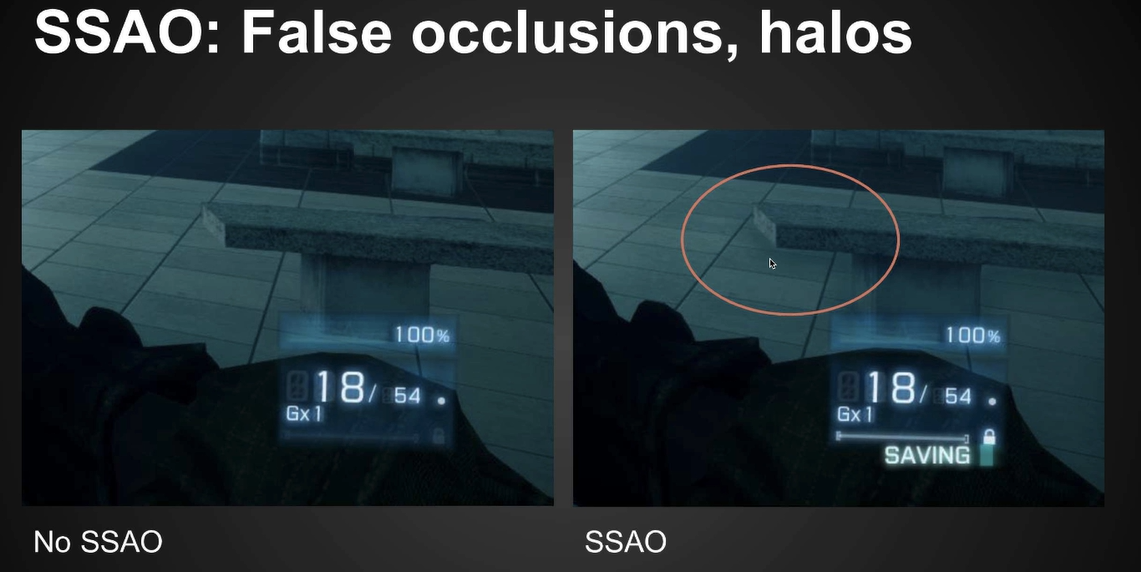 SSAO: False occlusions, halos
100%
18/ 54
Gx1
100%
18/ 54
Gx1
SAVING
No SSAO
SSAO